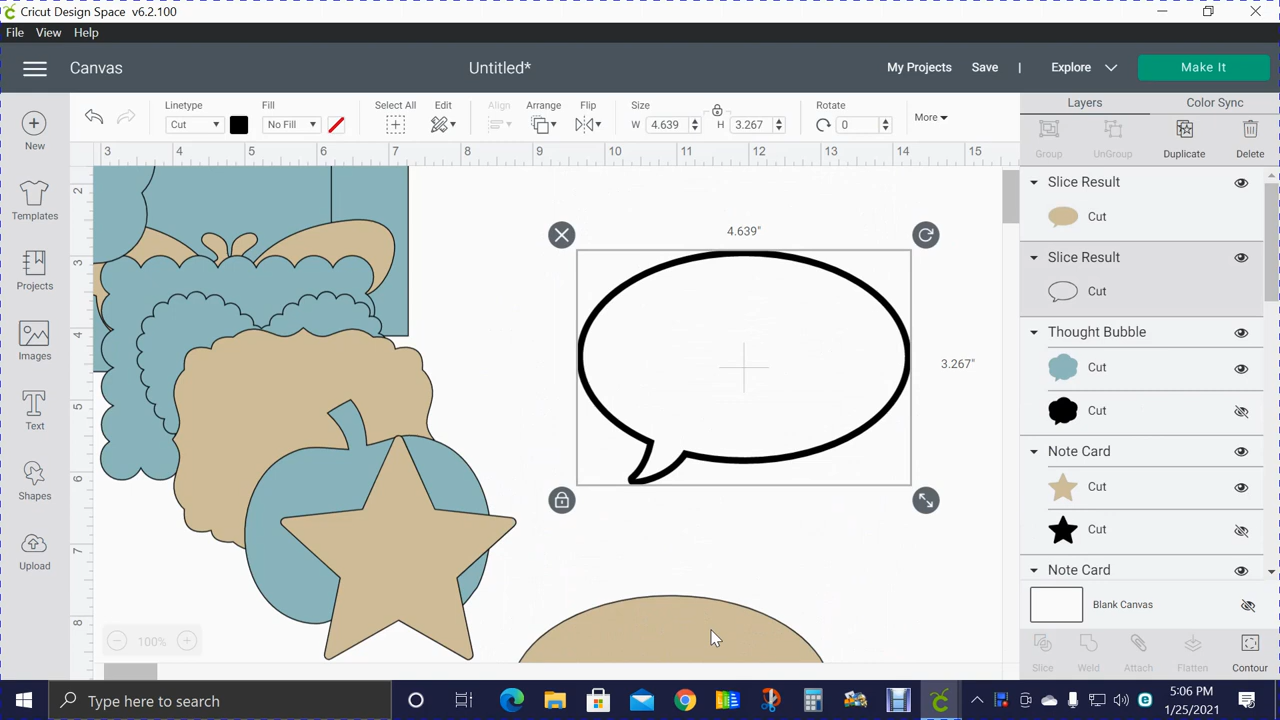 Cricut Design Space v6.2.100
File View Help
Canvas
Untitled*
My Projects Save | Explore Make It
New
Templates
Projects
Images
Text
Shapes
Upload
Linetype
Cut
Fill
No Fill
Select All
Edit
Align
Arrange
Flip
Size
W 4.639
H 3.267
Rotate
0
More
3 4 5 6 7 8 9 10 11 12 13 14 15
2
3
4
5
6
7
8
4.639"
3.267"
100%
Layers Color Sync
Group UnGroup Duplicate Delete
Slice Result
Cut
Slice Result
Cut
Thought Bubble
Cut
Cut
Note Card
Cut
Cut
Note Card
Blank Canvas
Slice Weld Attach Flatten Contour
Type here to search
5:06 PM
1/25/2021